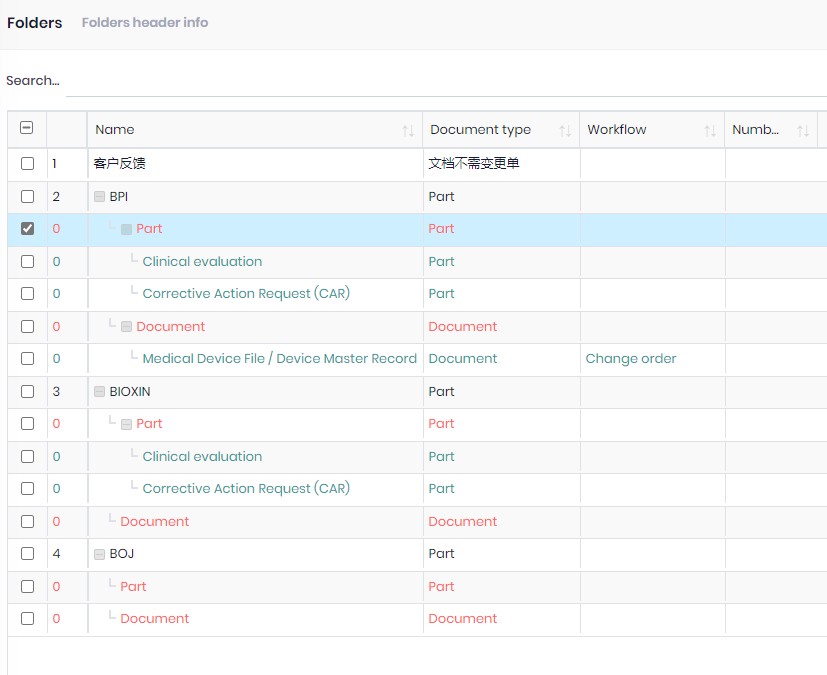 Folders Folders header info
Search...
Name Document type Workflow Numb...
1 客户反馈 文档不需变更单
2 BPI Part
0 Part Part
0 Clinical evaluation Part
0 Corrective Action Request (CAR) Part
0 Document Document
0 Medical Device File / Device Master Record Document Change order
3 BIOXIN Part
0 Part Part
0 Clinical evaluation Part
0 Corrective Action Request (CAR) Part
0 Document Document
4 BOJ Part
0 Part Part
0 Document Document